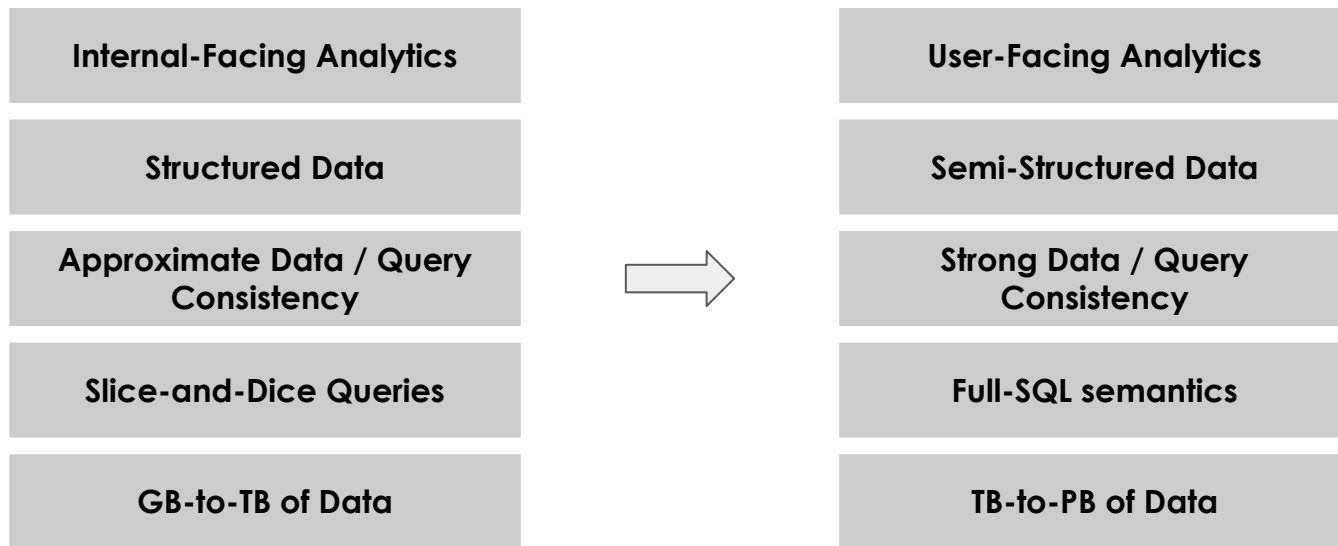 Internal-Facing Analytics
Structured Data
Approximate Data / Query
Consistency
Slice-and-Dice Queries
GB-to-TB of Data
User-Facing Analytics
Semi-Structured Data
Strong Data / Query
Consistency
Full-SQL semantics
TB-to-PB of Data